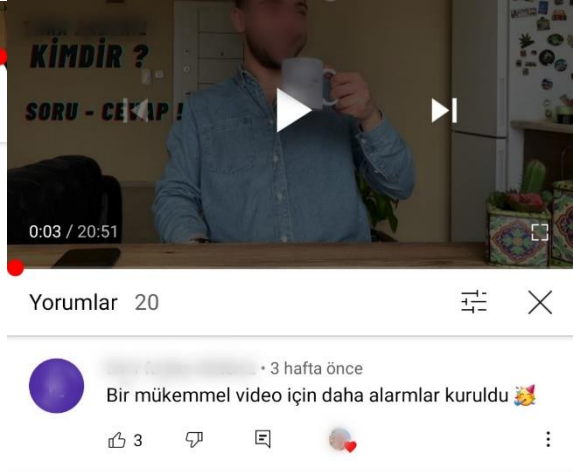 KİMDİR ?
SORU - CEVAP !
0:03 / 20:51
Yorumlar 20
• 3 hafta önce
Bir mükemmel video için daha alarmlar kuruldu 🥳
3